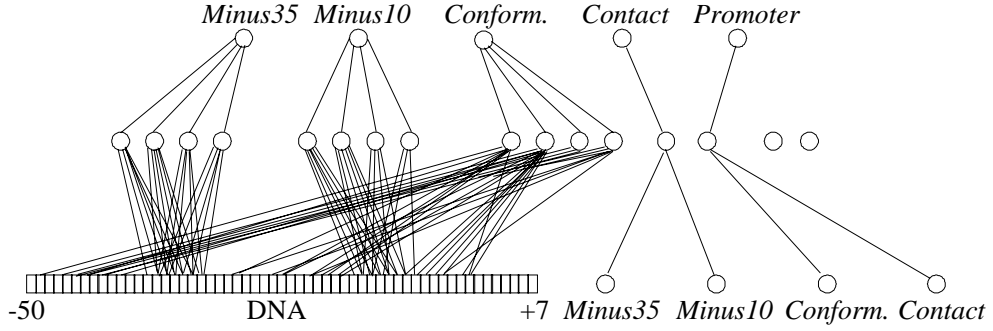 Minus35 Minus10 Conform. Contact Promoter
-50 DNA +7 Minus35 Minus10 Conform. Contact